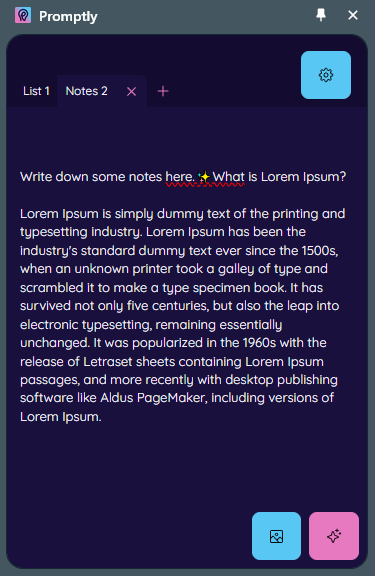 Promptly
List 1
Notes 2
Write down some notes here.✨What is Lorem Ipsum?
Lorem Ipsum is simply dummy text of the printing and
typesetting industry. Lorem Ipsum has been the
industry's standard dummy text ever since the 1500s,
when an unknown printer took a galley of type and
scrambled it to make a type specimen book. It has
survived not only five centuries, but also the leap into
electronic typesetting, remaining essentially
unchanged. It was popularized in the 1960s with the
release of Letraset sheets containing Lorem Ipsum
passages, and more recently with desktop publishing
software like Aldus PageMaker, including versions of
Lorem Ipsum.